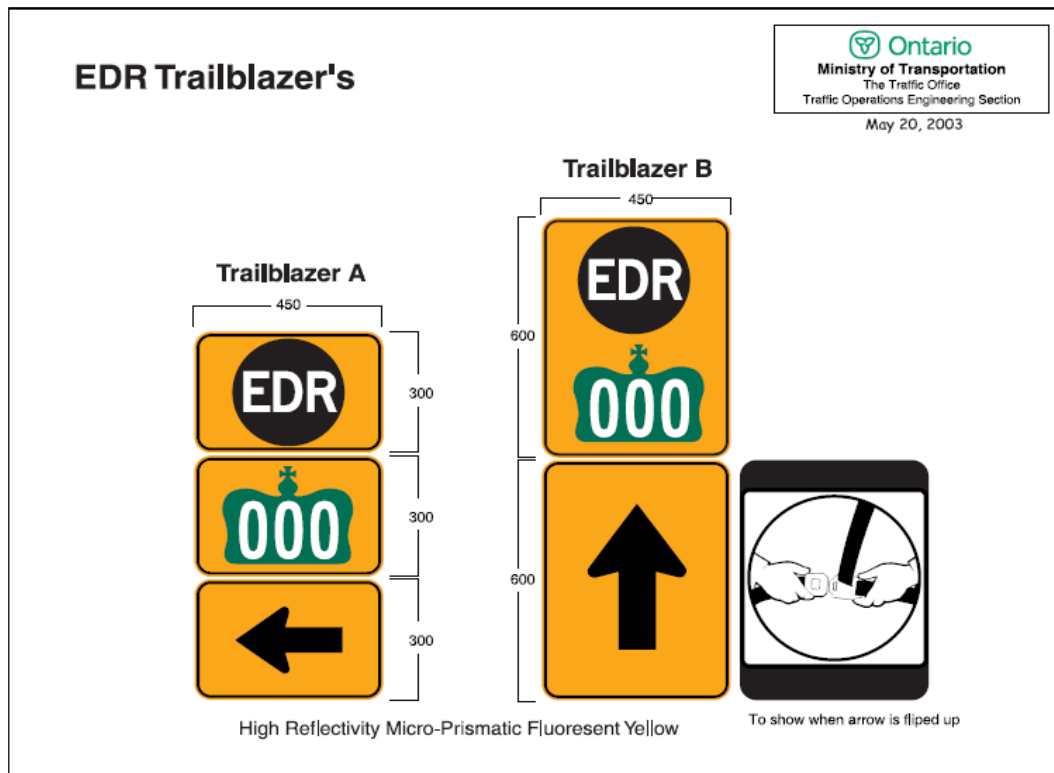 EDR Trailblazer's
Ontario
Ministry of Transportation
The Traffic Office
Traffic Operations Engineering Section
May 20, 2003
Trailblazer B
450
EDR
600
000
600
Trailblazer A
450
EDR
300
000
300
300
To show when arrow is fliped up
High Reflectivity Micro-Prismatic Fluoresent Yellow